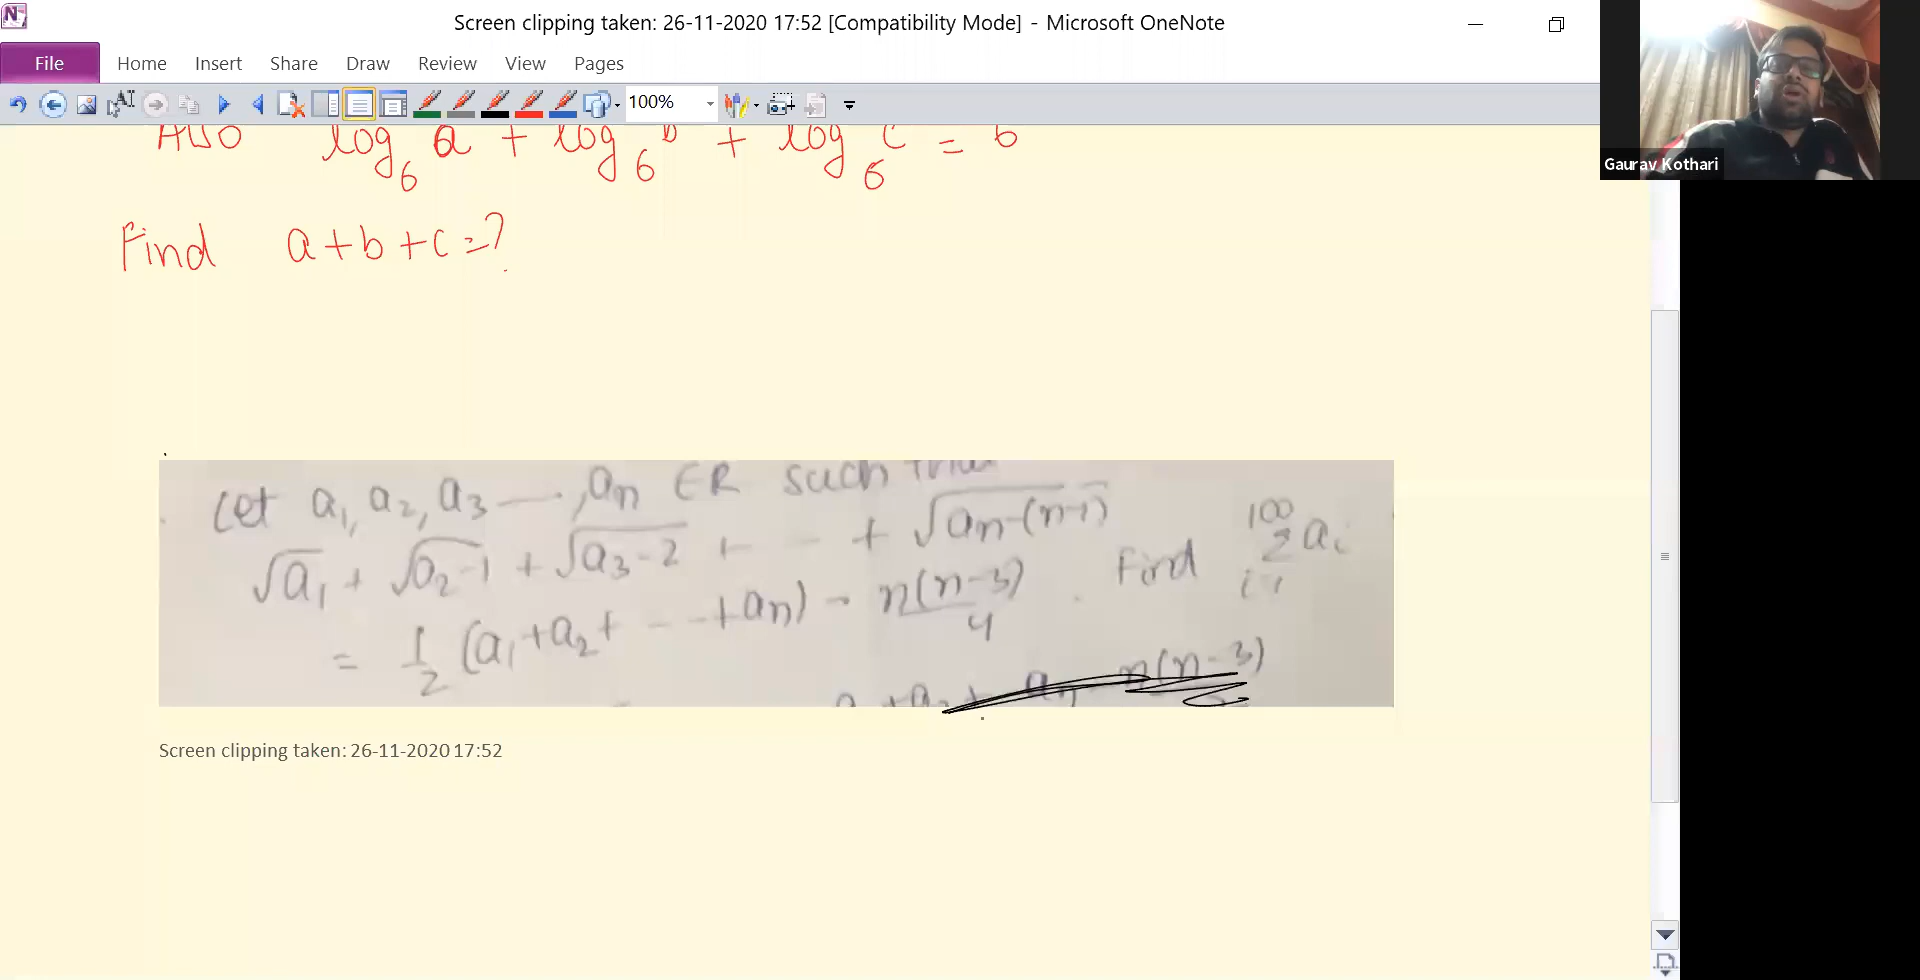 Screen clipping taken: 26-11-2020 17:52 [Compatibility Mode] - Microsoft OneNote
File Home Insert Share Draw Review View Pages
100%
Gaurav Kothari
Also log₆ a + log₆ b + log₆ c = 6
Find a+b+c=?
Let a₁, a₂, a₃ ----, aₙ ∈R such that
√a₁ + √a₂-1 + √a₃-2 + - - + √aₙ-(n-1)
= 1/2 (a₁+a₂+ - - - +aₙ) - n(n-3)/4 . Find 100 Σ aᵢ i=1
n(n-3)
Screen clipping taken: 26-11-2020 17:52